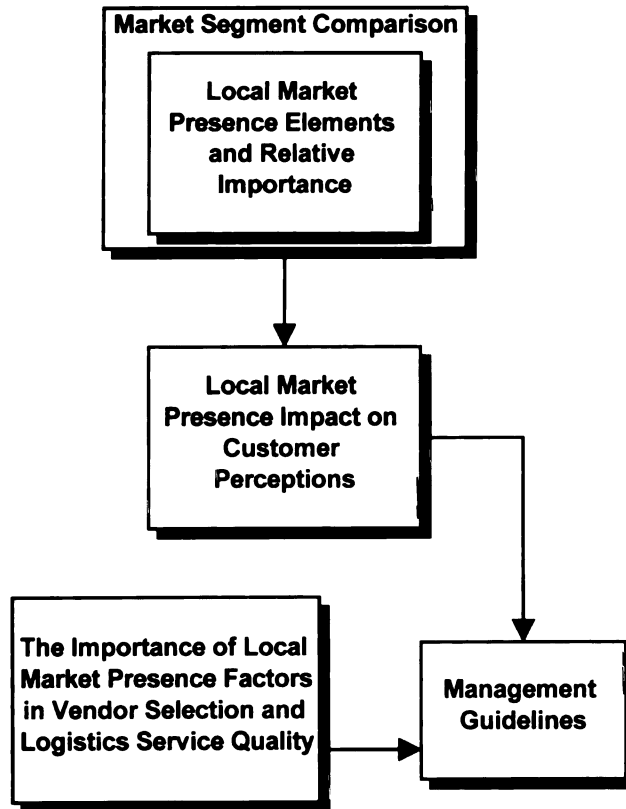 Market Segment Comparison
Local Market
Presence Elements
and Relative
Importance
Local Market
Presence Impact on
Customer
Perceptions
The Importance of Local
Market Presence Factors
in Vendor Selection and
Logistics Service Quality
Management
Guidelines